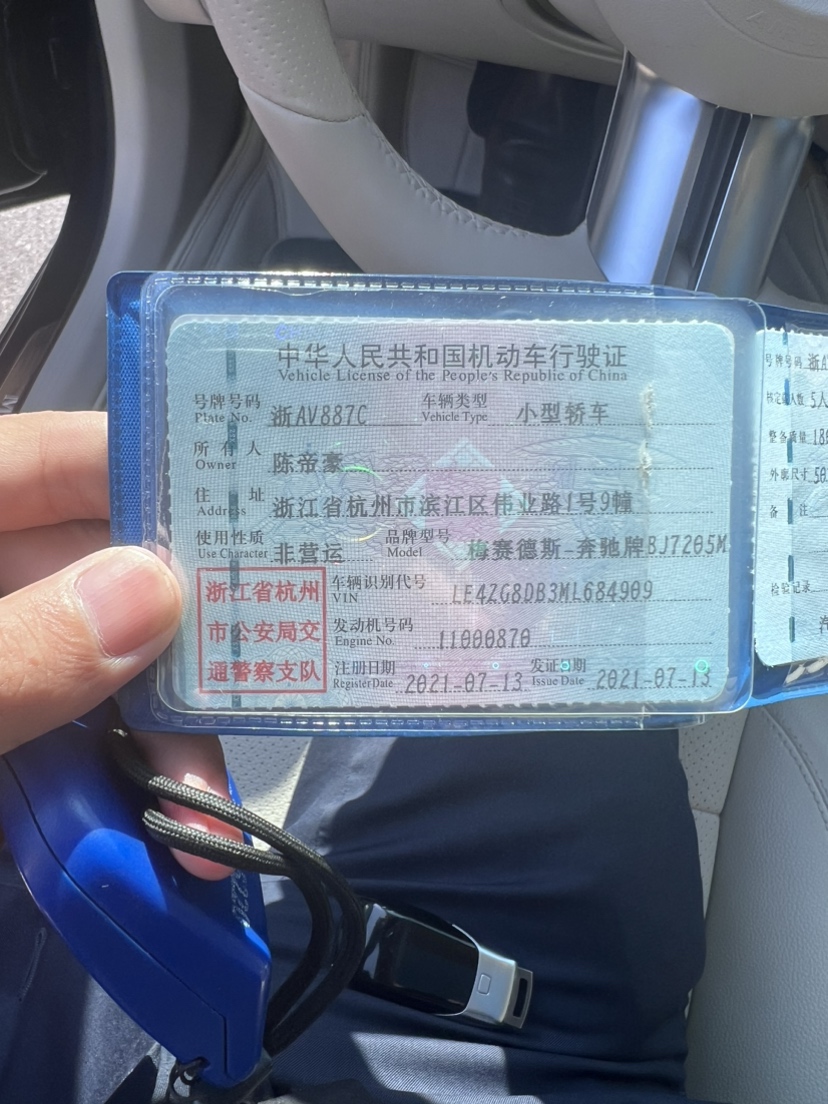 中华人民共和国机动车行驶证
Vehicle License of the People's Republic of China
号牌号码 浙AV887C 车辆类型 小型轿车
Plate No. Vehicle Type
所有人 陈帝豪
Owner
住址 浙江省杭州市滨江区伟业路1号9幢
Address
使用性质 非营运 品牌型号 梅赛德斯-奔驰牌BJ7205M
Use Character Model
浙江省杭州
市公安局交
通警察支队
车辆识别代号 LE4ZG8DB3ML684909
VIN
发动机号码 11000870
Engine No.
注册日期 2021-07-13 发证日期 2021-07-13
Register Date Issue Date
号牌号码 浙A
核定载人数 5人
整备质量 180
外廓尺寸 50
备注
检验记录